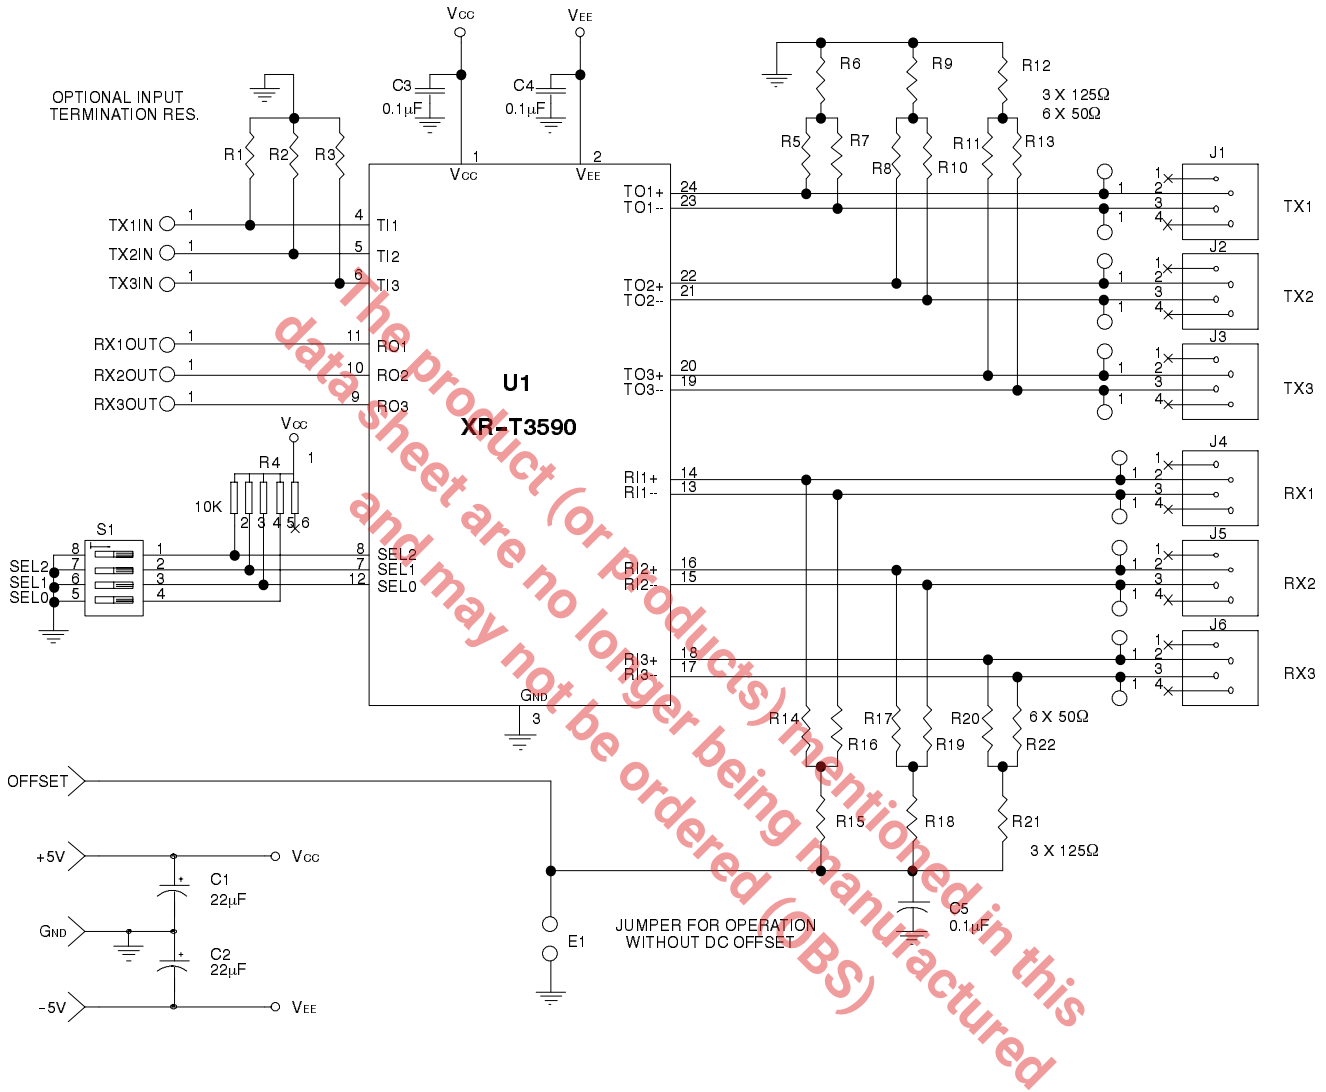 VCC
VEE
OPTIONAL INPUT
TERMINATION RES.
C3
0.1µF
C4
0.1µF
R6
R9
R12
3 X 125Ω
6 X 50Ω
R1
R2
R3
R5
R7
R8
R10
R11
R13
1
VCC
2
VEE
TX1IN 1 4 TI1
TX2IN 1 5 TI2
TX3IN 1 6 TI3
RX1OUT 1 11 RO1
RX2OUT 1 10 RO2
RX3OUT 1 9 RO3
U1
XR-T3590
TO1+ 24
TO1-- 23
TO2+ 22
TO2-- 21
TO3+ 20
TO3-- 19
RI1+ 14
RI1-- 13
RI2+ 16
RI2-- 15
RI3+ 18
RI3-- 17
J1
1 1 2 3 4
1
TX1
J2
1 1 2 3 4
1
TX2
J3
1 1 2 3 4
1
TX3
J4
1 1 2 3 4
1
RX1
J5
1 1 2 3 4
1
RX2
J6
1 1 2 3 4
1
RX3
VCC
1
R4
10K
2 3 4 5 6
S1
SEL2 8 1 8 SEL2
SEL1 7 2 7 SEL1
SEL0 6 3 12 SEL0
5 4
GND
3
R14
R16
R17
R19
R20
R22
6 X 50Ω
R15
R18
R21
3 X 125Ω
OFFSET
+5V
VCC
C1
22µF
GND
C2
22µF
-5V
VEE
E1
JUMPER FOR OPERATION
WITHOUT DC OFFSET
C5
0.1µF
The product (or products) mentioned in this
data sheet are no longer being manufactured
and may not be ordered (OBS)